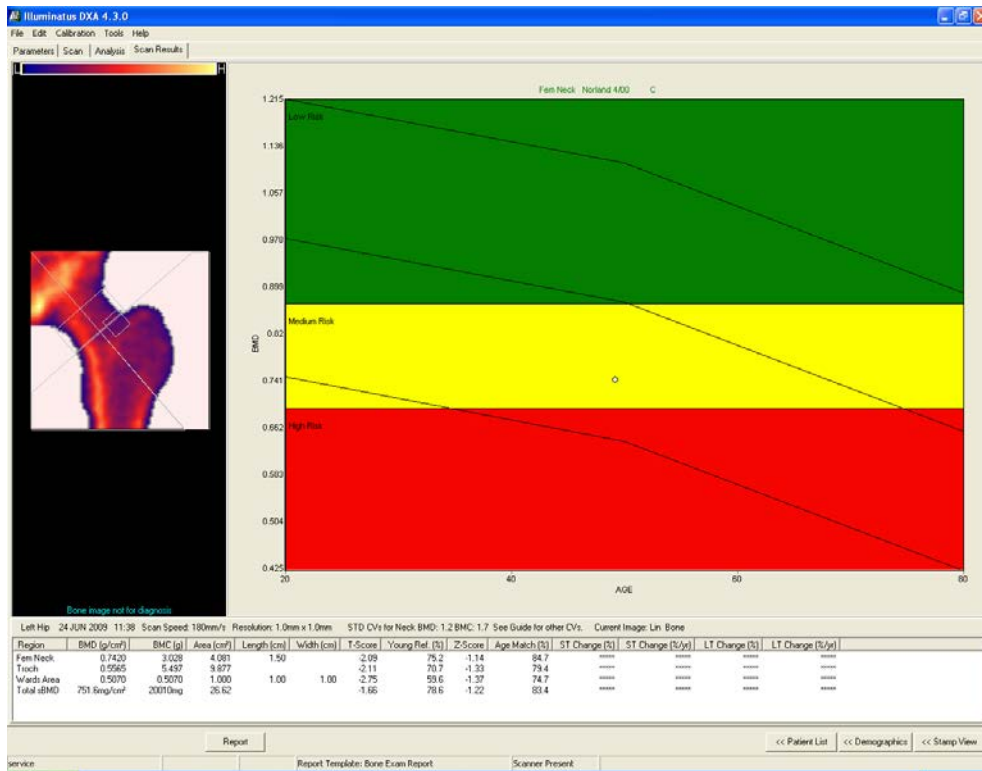 Illuminatus DXA 4.3.0
File Edit Calibration Tools Help
Parameters Scan Analysis Scan Results
L H
Fem Neck Norland 4/00 C
1.215
Low Risk
1.136
1.057
0.978
0.899
Medium Risk
0.82
BMD
0.741
0.662
High Risk
0.583
0.504
0.425
20 40 60 80
AGE
Bone image not for diagnosis
Left Hip 24 JUN 2009 11:38 Scan Speed: 180mm/s Resolution: 1.0mm x 1.0mm STD CVs for Neck BMD: 1.2 BMC: 1.7 See Guide for other CVs. Current Image: Lin Bone
Region BMD (g/cm²) BMC (g) Area (cm²) Length (cm) Width (cm) T-Score Young Ref. (%) Z-Score Age Match (%) ST Change (%) ST Change (%/yr) LT Change (%) LT Change (%/yr)
Fem Neck 0.7420 3.028 4.081 1.50 -2.09 75.2 -1.14 84.7 ***** ***** ***** *****
Troch 0.5565 5.497 9.877 -2.11 70.7 -1.33 79.4 ***** ***** ***** *****
Wards Area 0.5070 0.5070 1.000 1.00 1.00 -2.75 59.6 -1.37 74.7 ***** ***** ***** *****
Total sBMD 751.6mg/cm² 20010mg 26.62 -1.66 78.6 -1.22 83.4 ***** ***** ***** *****
Report << Patient List << Demographics << Stamp View
service Report Template: Bone Exam Report Scanner Present